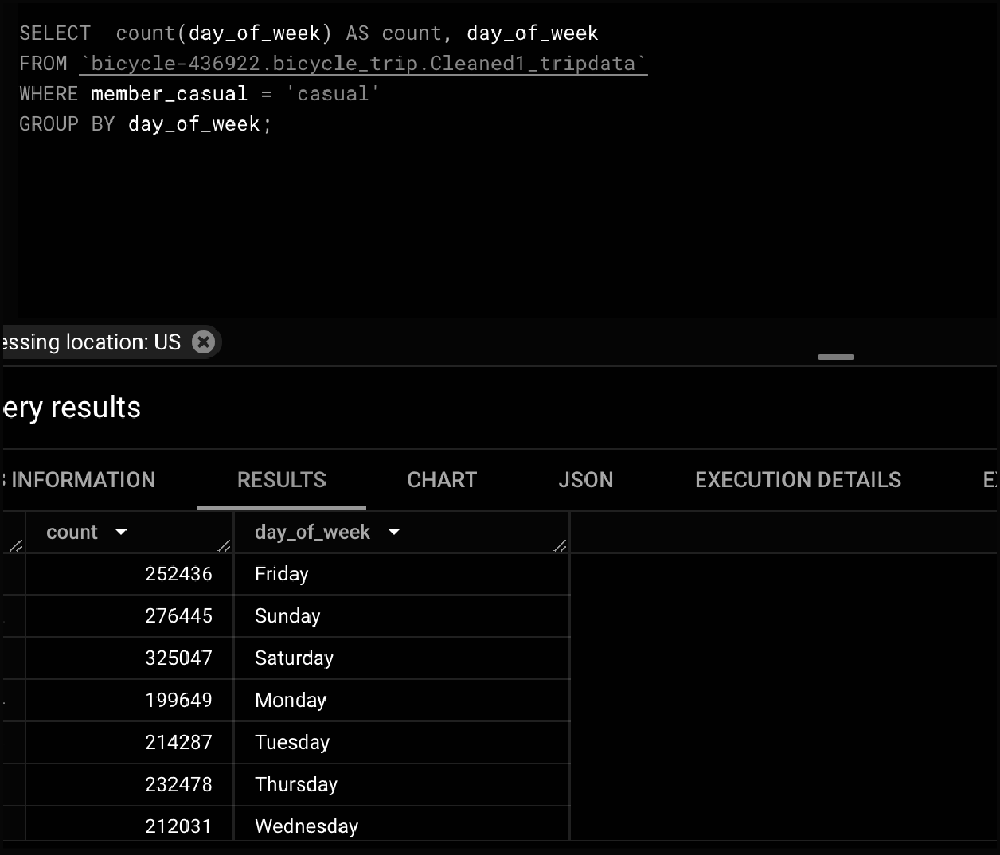 SELECT  count(day_of_week) AS count, day_of_week
FROM `bicycle-436922.bicycle_trip.Cleaned1_tripdata`
WHERE member_casual = 'casual'
GROUP BY day_of_week;
essing location: US
ery results
INFORMATION RESULTS CHART JSON EXECUTION DETAILS
count day_of_week
252436 Friday
276445 Sunday
325047 Saturday
199649 Monday
214287 Tuesday
232478 Thursday
212031 Wednesday